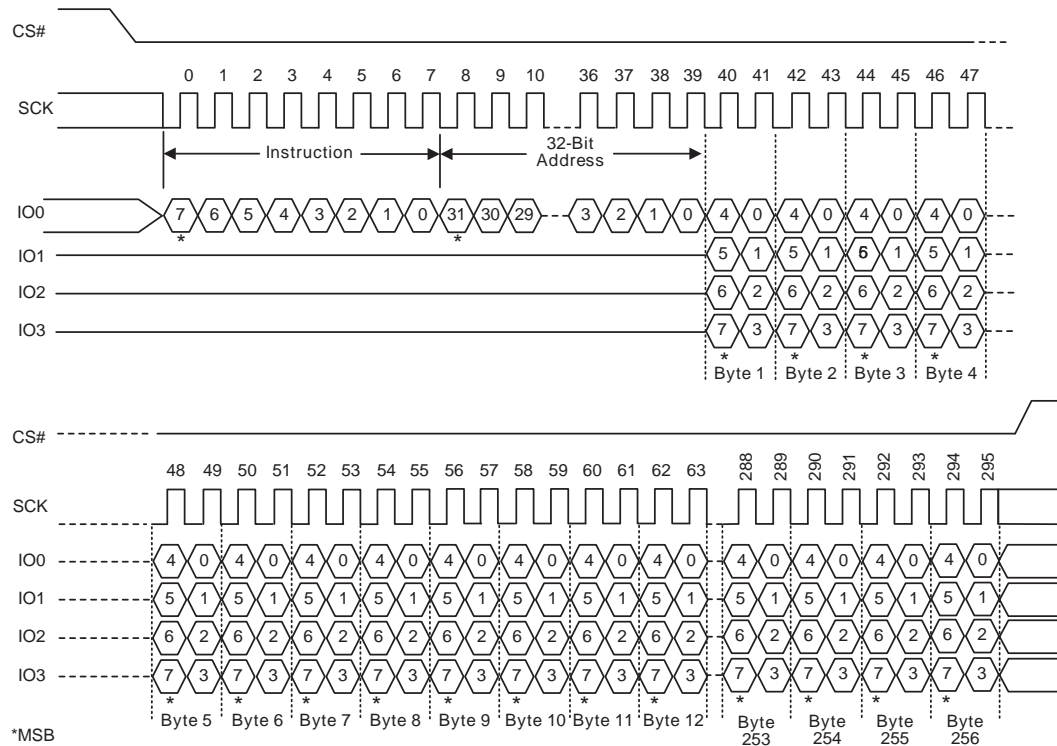 CS#
0 1 2 3 4 5 6 7 8 9 10 36 37 38 39 40 41 42 43 44 45 46 47
SCK
Instruction
32-Bit
Address
IO0 7 6 5 4 3 2 1 0 31 30 29 3 2 1 0 4 0 4 0 4 0 4 0
* *
IO1 5 1 5 1 6 1 5 1
IO2 6 2 6 2 6 2 6 2
IO3 7 3 7 3 7 3 7 3
* * * *
Byte 1 Byte 2 Byte 3 Byte 4
CS#
48 49 50 51 52 53 54 55 56 57 58 59 60 61 62 63 288 289 290 291 292 293 294 295
SCK
IO0 4 0 4 0 4 0 4 0 4 0 4 0 4 0 4 0 4 0 4 0 4 0 4 0
IO1 5 1 5 1 5 1 5 1 5 1 5 1 5 1 5 1 5 1 5 1 5 1 5 1
IO2 6 2 6 2 6 2 6 2 6 2 6 2 6 2 6 2 6 2 6 2 6 2 6 2
IO3 7 3 7 3 7 3 7 3 7 3 7 3 7 3 7 3 7 3 7 3 7 3 7 3
* * * * * * * * * * * *
Byte 5 Byte 6 Byte 7 Byte 8 Byte 9 Byte 10 Byte 11 Byte 12 Byte Byte Byte Byte
253 254 255 256
*MSB